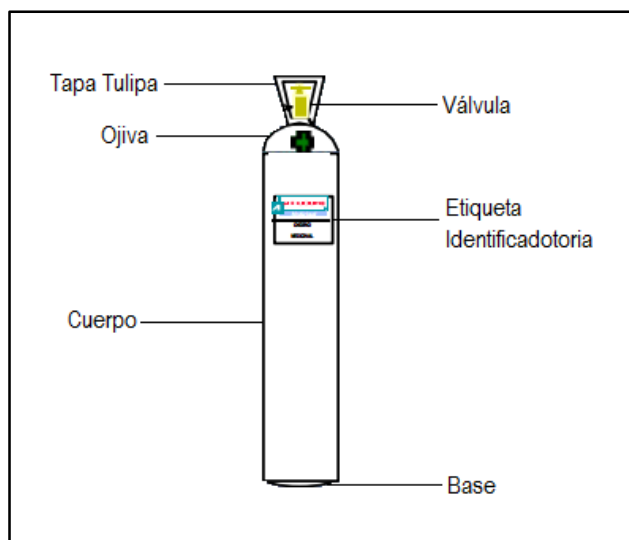 Tapa Tulipa
Válvula
Ojiva
Etiqueta
Identificadotoria
Cuerpo
Base